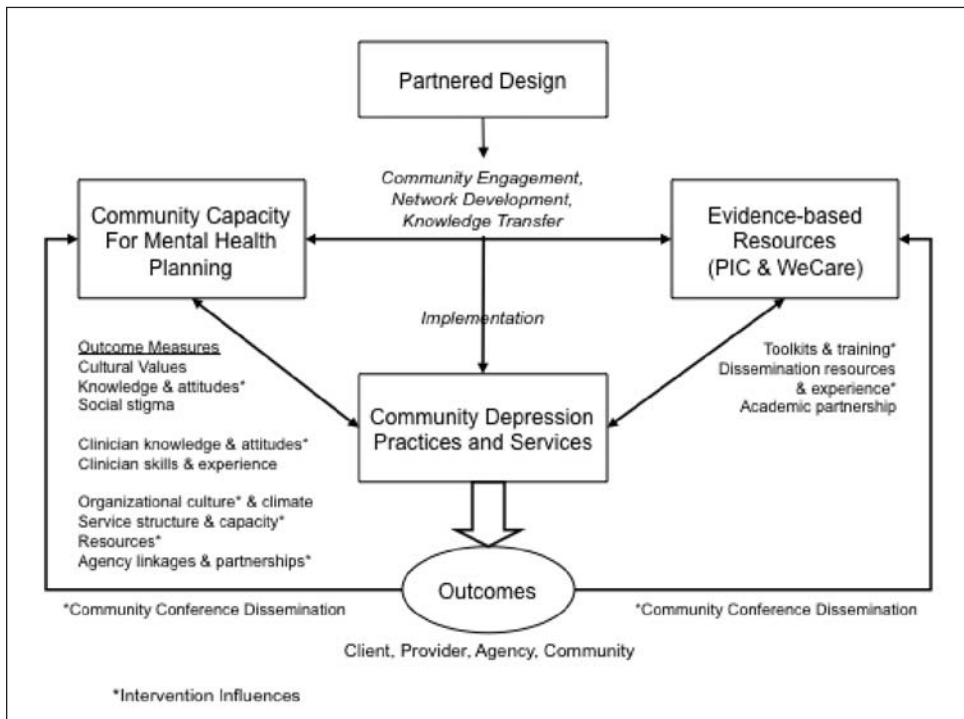 Partnered Design
Community Engagement,
Network Development,
Knowledge Transfer
Community Capacity
For Mental Health
Planning
Evidence-based
Resources
(PIC & WeCare)
Implementation
Outcome Measures
Cultural Values
Knowledge & attitudes*
Social stigma
Clinician knowledge & attitudes*
Clinician skills & experience
Organizational culture* & climate
Service structure & capacity*
Resources*
Agency linkages & partnerships*
Toolkits & training*
Dissemination resources
& experience*
Academic partnership
Community Depression
Practices and Services
Outcomes
*Community Conference Dissemination
*Community Conference Dissemination
Client, Provider, Agency, Community
*Intervention Influences